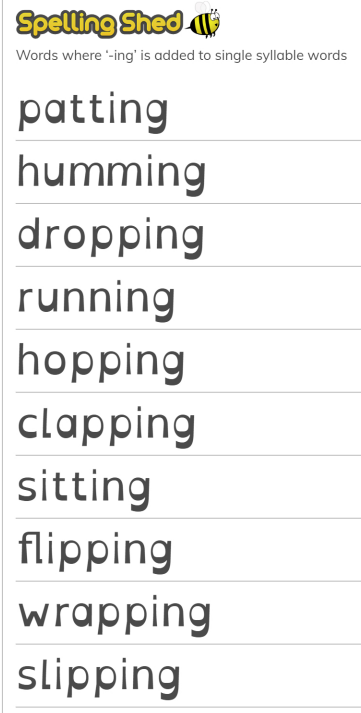 Spelling Shed
Words where ‘-ing’ is added to single syllable words
patting
humming
dropping
running
hopping
clapping
sitting
flipping
wrapping
slipping